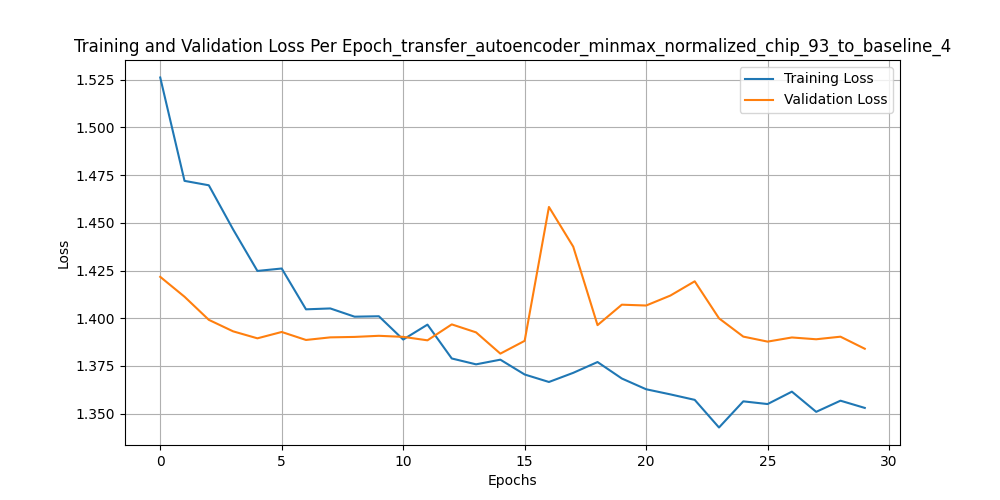 Training and Validation Loss Per Epoch_transfer_autoencoder_minmax_normalized_chip_93_to_baseline_4
Training Loss
Validation Loss
1.525
1.500
1.475
1.450
1.425
1.400
1.375
1.350
Loss
0 5 10 15 20 25 30
Epochs